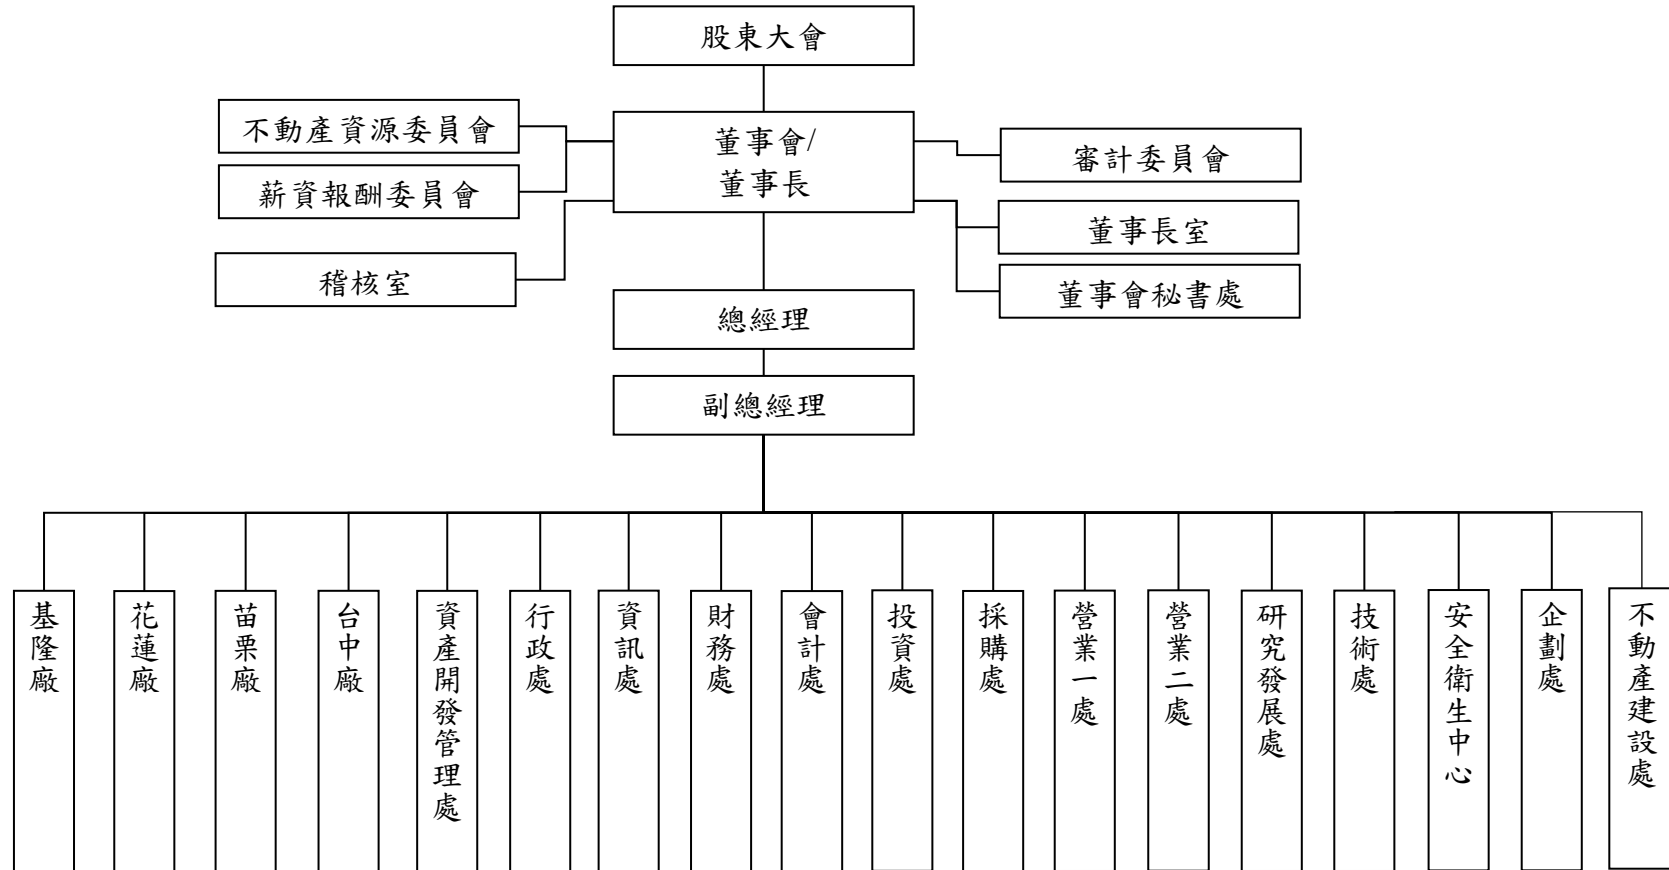 股東大會
不動產資源委員會
董事會/
董事長
審計委員會
薪資報酬委員會
董事長室
稽核室
董事會秘書處
總經理
副總經理
基隆廠
花蓮廠
苗栗廠
台中廠
資產開發管理處
行政處
資訊處
財務處
會計處
投資處
採購處
營業一處
營業二處
研究發展處
技術處
安全衛生中心
企劃處
不動產建設處